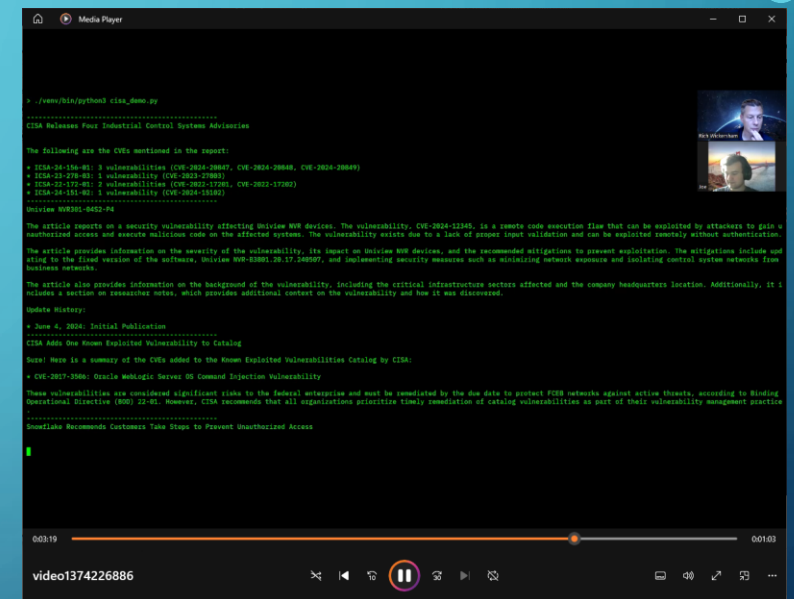 Media Player
> ./venv/bin/python3 cisa_demo.py
-----------------------------------------------
CISA Releases Four Industrial Control Systems Advisories
The following are the CVEs mentioned in the report:
* ICSA-24-156-01: 3 vulnerabilities (CVE-2024-20847, CVE-2024-20848, CVE-2024-20849)
* ICSA-23-278-03: 1 vulnerability (CVE-2023-27803)
* ICSA-22-172-01: 2 vulnerabilities (CVE-2022-17201, CVE-2022-17202)
* ICSA-24-151-02: 1 vulnerability (CVE-2024-13102)
-----------------------------------------------
Uniview NVR301-04S2-P4
The article reports on a security vulnerability affecting Uniview NVR devices. The vulnerability, CVE-2024-12345, is a remote code execution flaw that can be exploited by attackers to gain u
nauthorized access and execute malicious code on the affected systems. The vulnerability exists due to a lack of proper input validation and can be exploited remotely without authentication.
The article provides information on the severity of the vulnerability, its impact on Uniview NVR devices, and the recommended mitigations to prevent exploitation. The mitigations include upd
ating to the fixed version of the software, Uniview NVR-B3801.20.17.240507, and implementing security measures such as minimizing network exposure and isolating control system networks from
business networks.
The article also provides information on the background of the vulnerability, including the critical infrastructure sectors affected and the company headquarters location. Additionally, it i
ncludes a section on researcher notes, which provides additional context on the vulnerability and how it was discovered.
Update History:
* June 4, 2024: Initial Publication
-----------------------------------------------
CISA Adds One Known Exploited Vulnerability to Catalog
Sure! Here is a summary of the CVEs added to the Known Exploited Vulnerabilities Catalog by CISA:
* CVE-2017-3506: Oracle WebLogic Server OS Command Injection Vulnerability
These vulnerabilities are considered significant risks to the federal enterprise and must be remediated by the due date to protect FCEB networks against active threats, according to Binding
Operational Directive (BOD) 22-01. However, CISA recommends that all organizations prioritize timely remediation of catalog vulnerabilities as part of their vulnerability management practice
.
-----------------------------------------------
Snowflake Recommends Customers Take Steps to Prevent Unauthorized Access
Rich Wickersham
Joe
0:03:19
0:01:03
video1374226886
10
30